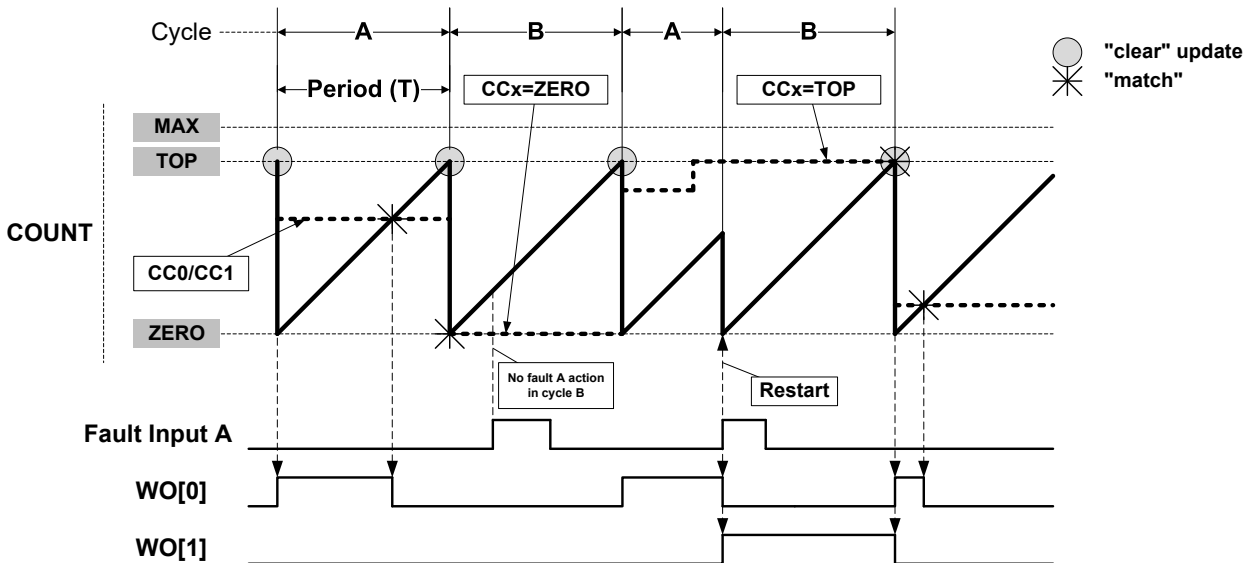 Cycle
A
B
A
B
"clear" update
"match"
Period (T)
CCx=ZERO
CCx=TOP
MAX
TOP
COUNT
CC0/CC1
ZERO
No fault A action
in cycle B
Restart
Fault Input A
WO[0]
WO[1]